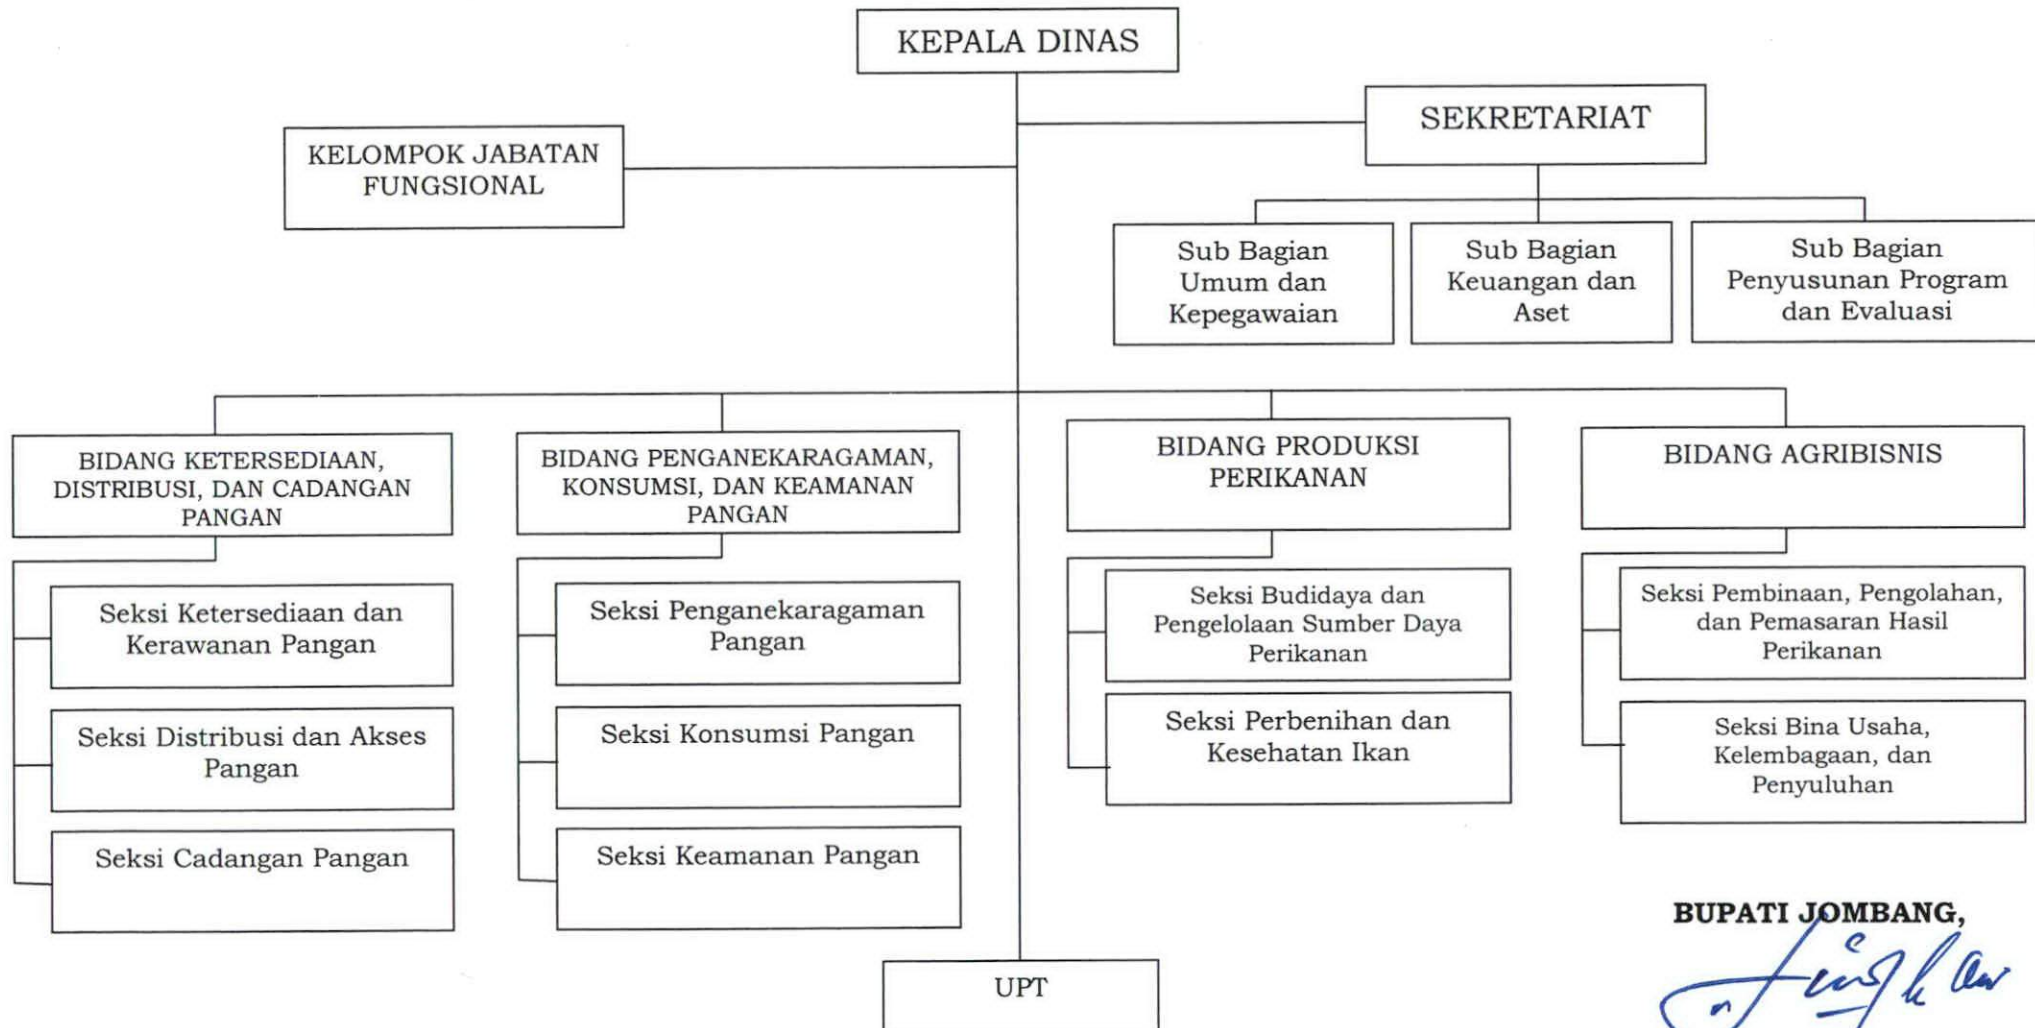 KEPALA DINAS
SEKRETARIAT
KELOMPOK JABATAN
FUNGSIONAL
Sub Bagian
Umum dan
Kepegawaian
Sub Bagian
Keuangan dan
Aset
Sub Bagian
Penyusunan Program
dan Evaluasi
BIDANG KETERSEDIAAN,
DISTRIBUSI, DAN CADANGAN
PANGAN
BIDANG PENGANEKARAGAMAN,
KONSUMSI, DAN KEAMANAN
PANGAN
BIDANG PRODUKSI
PERIKANAN
BIDANG AGRIBISNIS
Seksi Ketersediaan dan
Kerawanan Pangan
Seksi Distribusi dan Akses
Pangan
Seksi Cadangan Pangan
Seksi Penganekaragaman
Pangan
Seksi Konsumsi Pangan
Seksi Keamanan Pangan
Seksi Budidaya dan
Pengelolaan Sumber Daya
Perikanan
Seksi Perbenihan dan
Kesehatan Ikan
Seksi Pembinaan, Pengolahan,
dan Pemasaran Hasil
Perikanan
Seksi Bina Usaha,
Kelembagaan, dan
Penyuluhan
UPT
BUPATI JOMBANG,